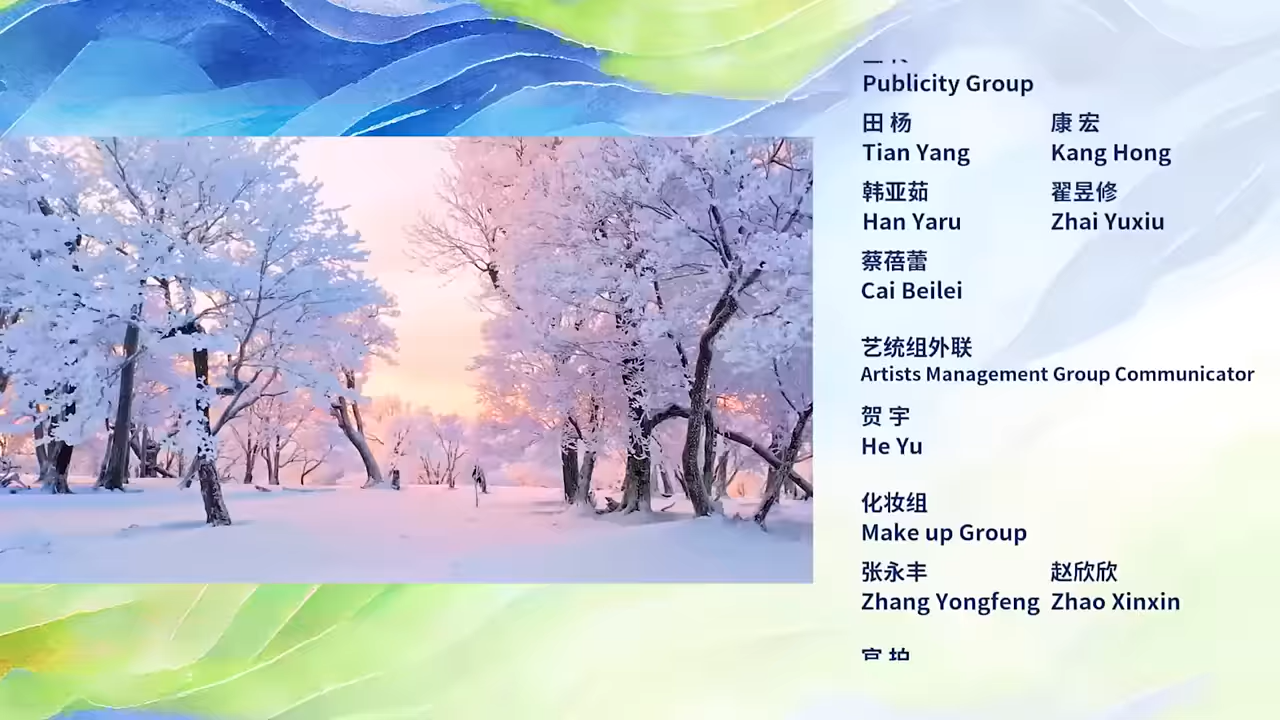 Publicity Group
田 杨 康 宏
Tian Yang Kang Hong
韩亚茹 翟昱修
Han Yaru Zhai Yuxiu
蔡蓓蕾
Cai Beilei
艺统组外联
Artists Management Group Communicator
贺 宇
He Yu
化妆组
Make up Group
张永丰 赵欣欣
Zhang Yongfeng Zhao Xinxin